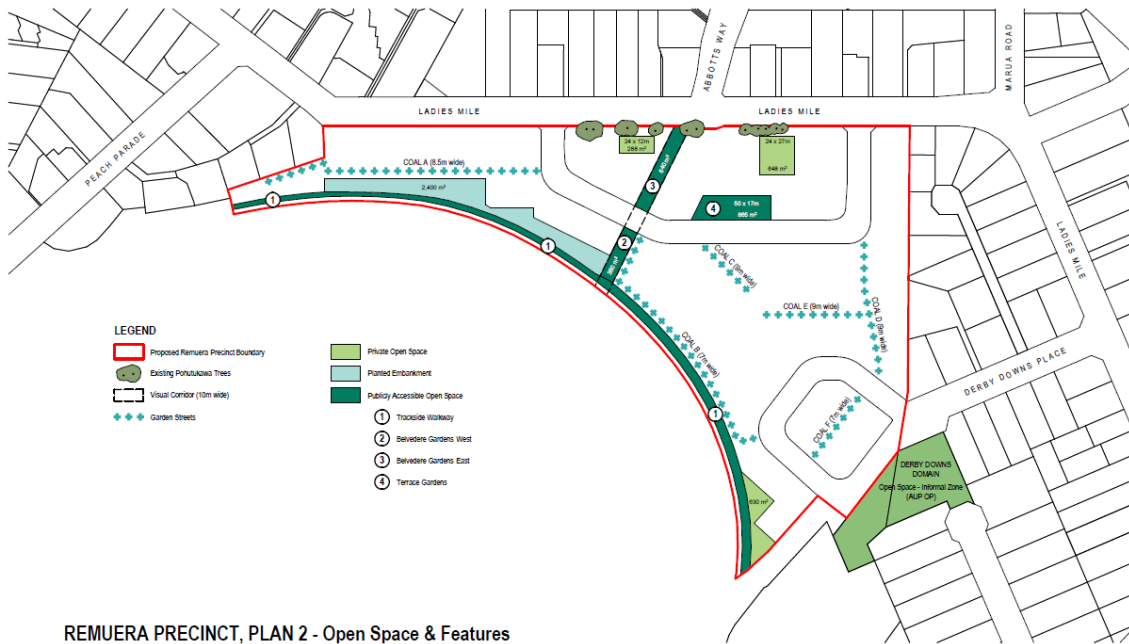 ABBOTTS WAY
MARUA ROAD
LADIES MILE
LADIES MILE
PEACH PARADE
COAL A (8.5m wide)
24 x 12m
288 m²
24 x 27m
648 m²
640 m²
3
2,400 m²
1
4
50 x 17m
865 m²
LADIES MILE
1
2
360 m²
COAL C (8m wide)
COAL E (9m wide)
COAL D (9m wide)
COAL B (7m wide)
DERBY DOWNS PLACE
1
COAL F (7m wide)
LEGEND
Proposed Remuera Precinct Boundary
Existing Pohutukawa Trees
Visual Corridor (10m wide)
Garden Streets
Private Open Space
Planted Embankment
Publicly Accessible Open Space
1 Trackside Walkway
2 Belvedere Gardens West
3 Belvedere Gardens East
4 Terrace Gardens
DERBY DOWNS
DOMAIN
Open Space - Informal Zone
(AUP OP)
630 m²
REMUERA PRECINCT, PLAN 2 - Open Space & Features